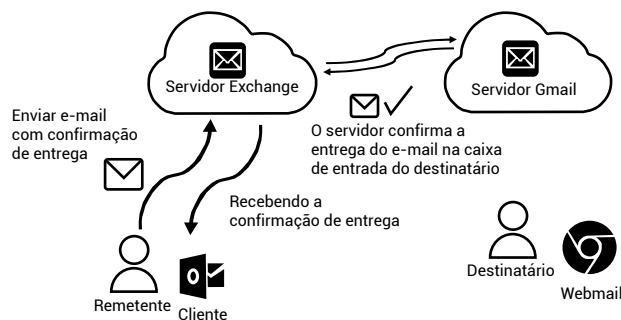 Servidor Exchange
Servidor Gmail
Enviar e-mail
com confirmação
de entrega
O servidor confirma a
entrega do e-mail na caixa
de entrada do destinatário
Recebendo a
confirmação de entrega
Remetente
Cliente
Destinatário
Webmail